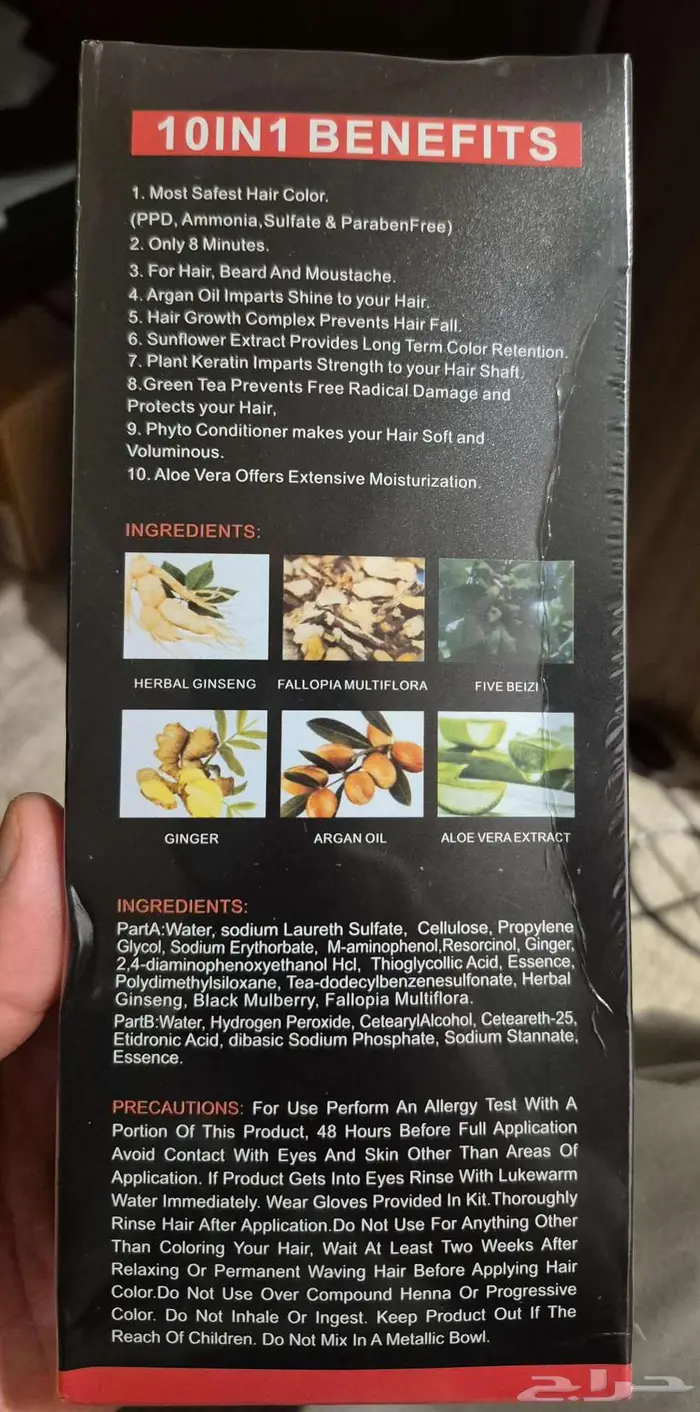 10IN1 BENEFITS
1. Most Safest Hair Color.
(PPD, Ammonia,Sulfate & ParabenFree)
2. Only 8 Minutes.
3. For Hair, Beard And Moustache.
4. Argan Oil Imparts Shine to your Hair.
5. Hair Growth Complex Prevents Hair Fall.
6. Sunflower Extract Provides Long Term Color Retention.
7. Plant Keratin Imparts Strength to your Hair Shaft.
8.Green Tea Prevents Free Radical Damage and
Protects your Hair,
9. Phyto Conditioner makes your Hair Soft and
Voluminous.
10. Aloe Vera Offers Extensive Moisturization.
INGREDIENTS:
HERBAL GINSENG FALLOPIA MULTIFLORA FIVE BEIZI
GINGER ARGAN OIL ALOE VERA EXTRACT
INGREDIENTS:
PartA:Water, sodium Laureth Sulfate, Cellulose, Propylene
Glycol, Sodium Erythorbate, M-aminophenol,Resorcinol, Ginger,
2,4-diaminophenoxyethanol Hcl, Thioglycollic Acid, Essence,
Polydimethylsiloxane, Tea-dodecylbenzenesulfonate, Herbal
Ginseng, Black Mulberry, Fallopia Multiflora.
PartB:Water, Hydrogen Peroxide, CetearylAlcohol, Ceteareth-25,
Etidronic Acid, dibasic Sodium Phosphate, Sodium Stannate,
Essence.
PRECAUTIONS: For Use Perform An Allergy Test With A
Portion Of This Product, 48 Hours Before Full Application
Avoid Contact With Eyes And Skin Other Than Areas Of
Application. If Product Gets Into Eyes Rinse With Lukewarm
Water Immediately. Wear Gloves Provided In Kit.Thoroughly
Rinse Hair After Application.Do Not Use For Anything Other
Than Coloring Your Hair, Wait At Least Two Weeks After
Relaxing Or Permanent Waving Hair Before Applying Hair
Color.Do Not Use Over Compound Henna Or Progressive
Color. Do Not Inhale Or Ingest. Keep Product Out If The
Reach Of Children. Do Not Mix In A Metallic Bowl.
حراج